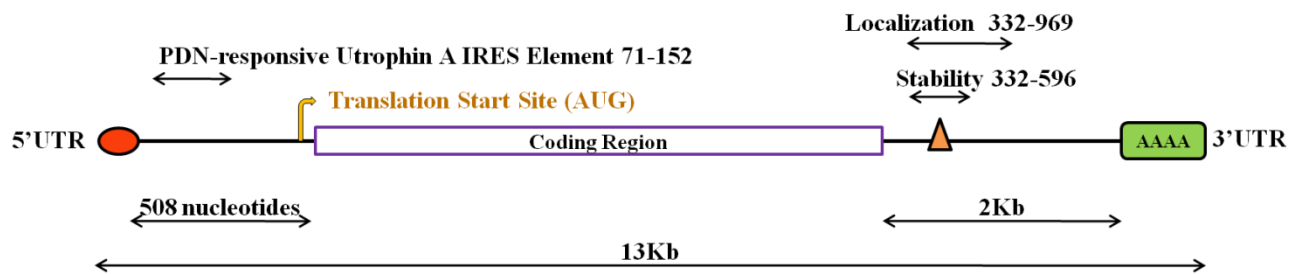 Localization 332-969
PDN-responsive Utrophin A IRES Element 71-152
Stability 332-596
Translation Start Site (AUG)
5’UTR
Coding Region
AAAA
3’UTR
508 nucleotides
2Kb
13Kb